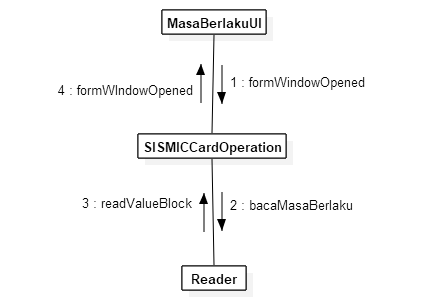 MasaBerlakuUI
4 : formWIndowOpened
1 : formWindowOpened
SISMICCardOperation
3 : readValueBlock
2 : bacaMasaBerlaku
Reader